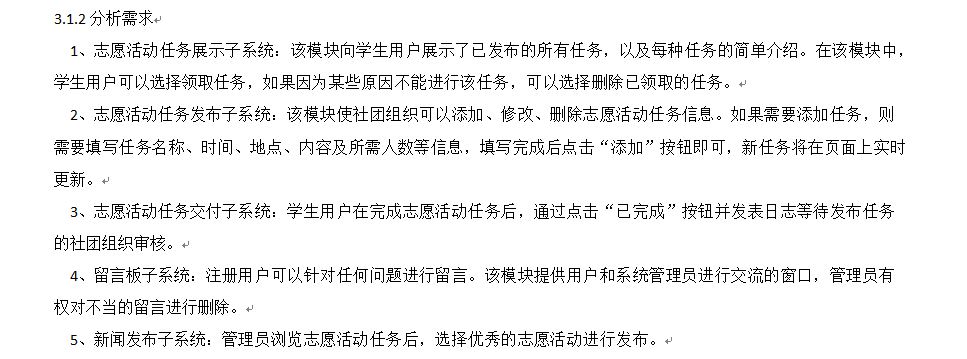 3.1.2 分析需求
1、志愿活动任务展示子系统：该模块向学生用户展示了已发布的所有任务，以及每种任务的简单介绍。在该模块中，
学生用户可以选择领取任务，如果因为某些原因不能进行该任务，可以选择删除已领取的任务。
2、志愿活动任务发布子系统：该模块使社团组织可以添加、修改、删除志愿活动任务信息。如果需要添加任务，则
需要填写任务名称、时间、地点、内容及所需人数等信息，填写完成后点击“添加”按钮即可，新任务将在页面上实时
更新。
3、志愿活动任务交付子系统：学生用户在完成志愿活动任务后，通过点击“已完成”按钮并发表日志等待发布任务
的社团组织审核。
4、留言板子系统：注册用户可以针对任何问题进行留言。该模块提供用户和系统管理员进行交流的窗口，管理员有
权对不当的留言进行删除。
5、新闻发布子系统：管理员浏览志愿活动任务后，选择优秀的志愿活动进行发布。